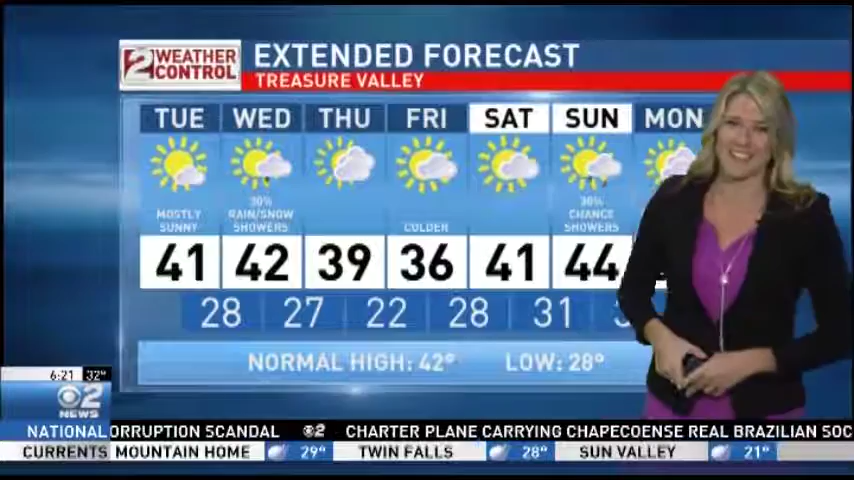 2 WEATHER CONTROL
EXTENDED FORECAST
TREASURE VALLEY
TUE WED THU FRI SAT SUN MON
30% 30%
MOSTLY SUNNY RAIN/SNOW SHOWERS COLDER CHANCE SHOWERS
41 42 39 36 41 44
28 27 22 28 31
NORMAL HIGH: 42° LOW: 28°
6:21 32°
2
NEWS
NATIONAL ORRUPTION SCANDAL 2 CHARTER PLANE CARRYING CHAPECOENSE REAL BRAZILIAN SOC
CURRENTS MOUNTAIN HOME 29° TWIN FALLS 28° SUN VALLEY 21°